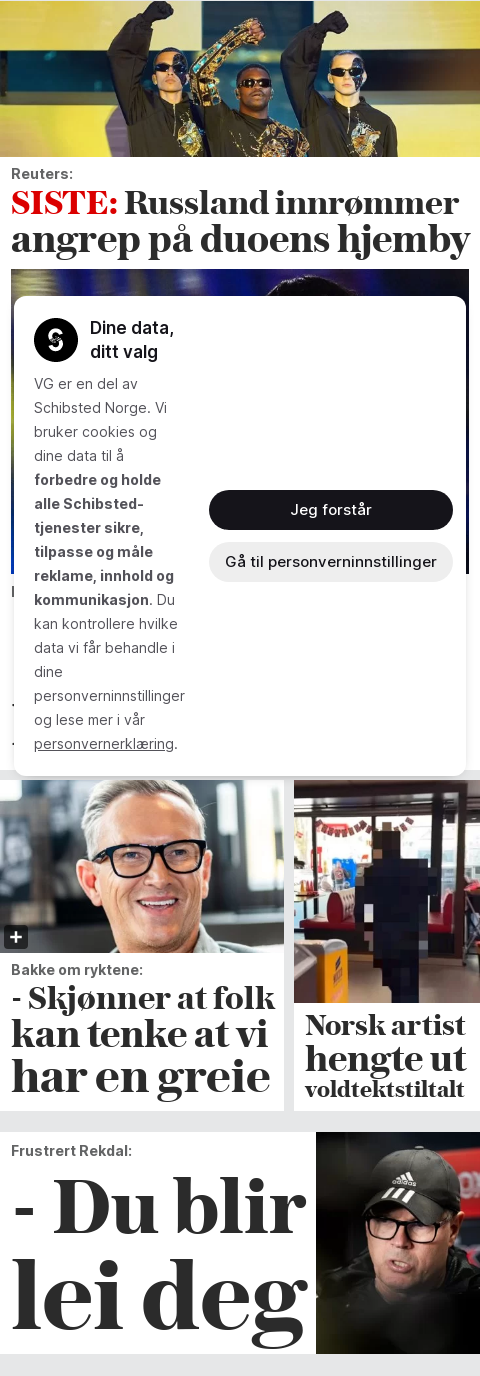 Reuters:
SISTE: Russland innrømmer
angrep på duoens hjemby
Dine data,
ditt valg
VG er en del av
Schibsted Norge. Vi
bruker cookies og
dine data til å
forbedre og holde
alle Schibsted-
tjenester sikre,
tilpasse og måle
reklame, innhold og
kommunikasjon. Du
kan kontrollere hvilke
data vi får behandle i
dine
personverninnstillinger
og lese mer i vår
personvernerklæring.
Jeg forstår
Gå til personverninnstillinger
Bakke om ryktene:
- Skjønner at folk
kan tenke at vi
har en greie
Norsk artist
hengte ut
voldtektstiltalt
Frustrert Rekdal:
- Du blir
lei deg
adidas